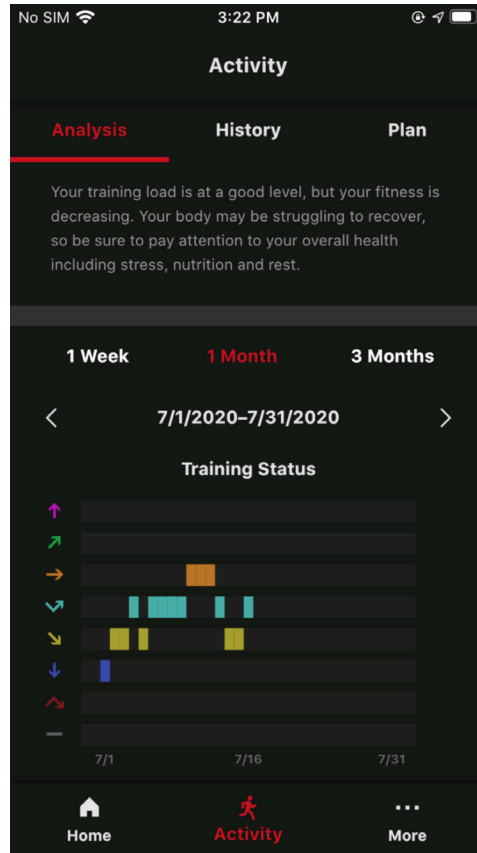 No SIM 3:22 PM
Activity
Analysis History Plan
Your training load is at a good level, but your fitness is
decreasing. Your body may be struggling to recover,
so be sure to pay attention to your overall health
including stress, nutrition and rest.
1 Week 1 Month 3 Months
7/1/2020–7/31/2020
Training Status
7/1 7/16 7/31
Home Activity More